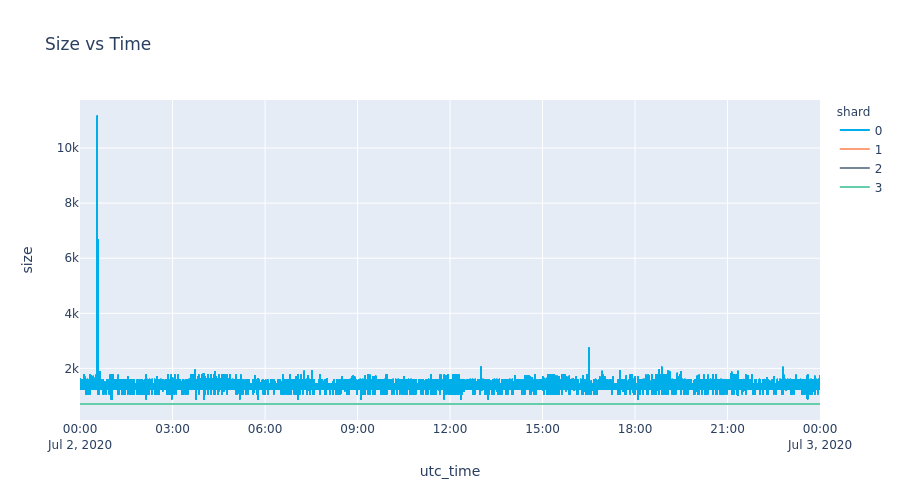 Size vs Time
shard
0
1
2
3
10k
8k
6k
4k
2k
size
00:00
Jul 2, 2020
03:00
06:00
09:00
12:00
15:00
18:00
21:00
00:00
Jul 3, 2020
utc_time